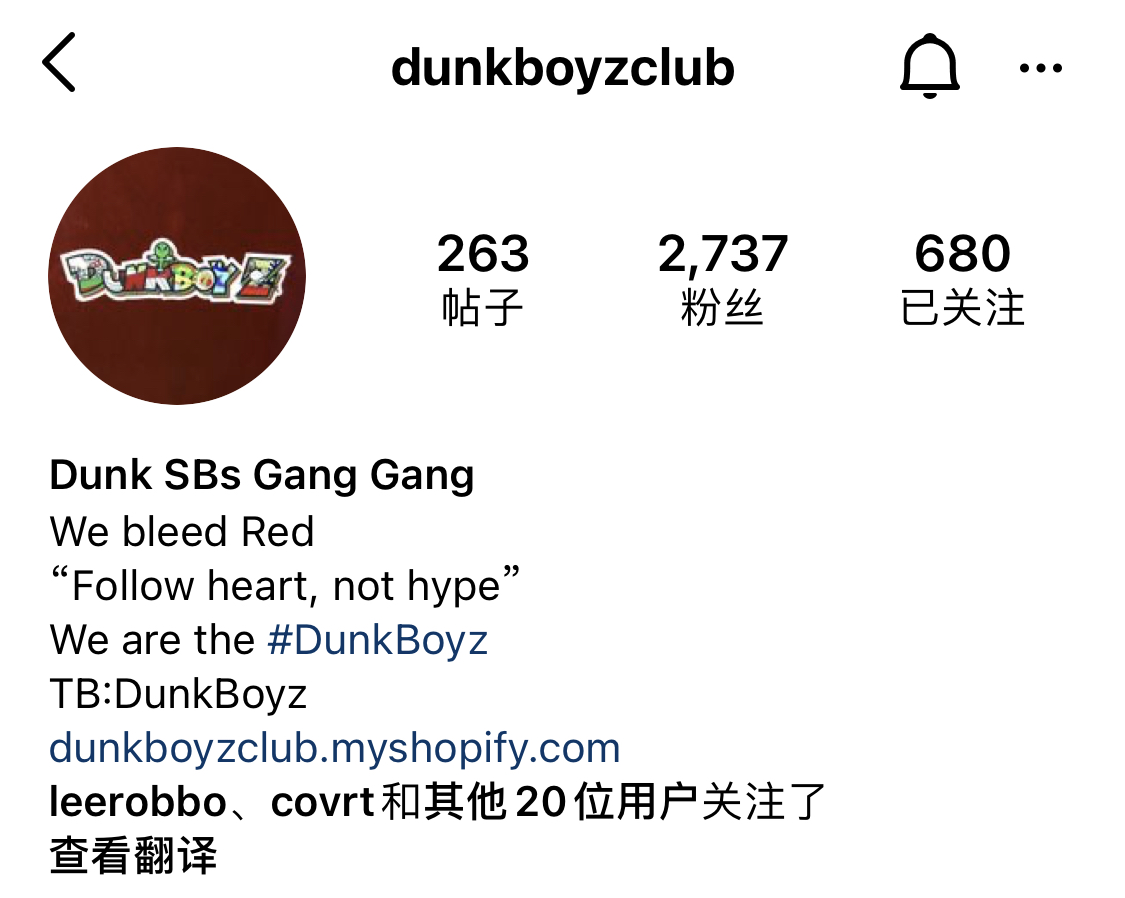 dunkboyzclub
DUNKBOYZ
263
帖子
2,737
粉丝
680
已关注
Dunk SBs Gang Gang
We bleed Red
“Follow heart, not hype”
We are the #DunkBoyz
TB:DunkBoyz
dunkboyzclub.myshopify.com
leerobbo、covrt和其他20位用户关注了
查看翻译